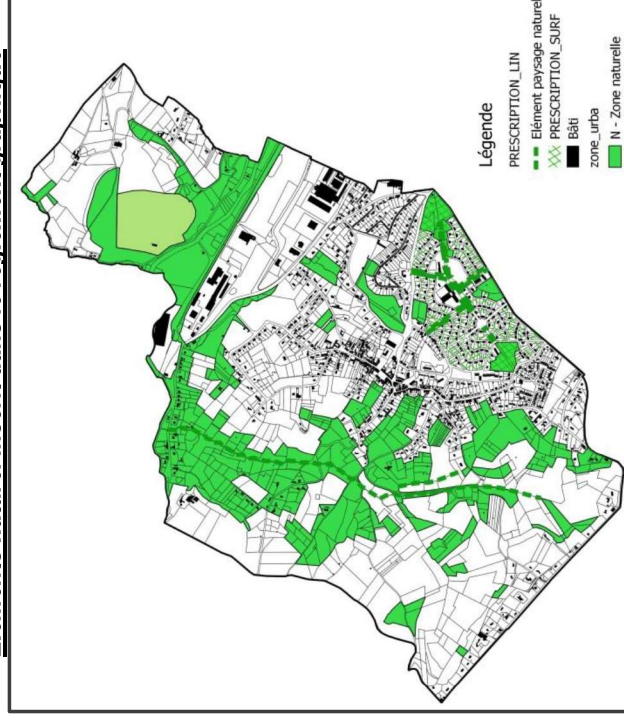 Légende
PRESCRIPTION_LIN
Elément paysage naturel
PRESCRIPTION_SURF
Bâti
zone_urba
N - Zone naturelle